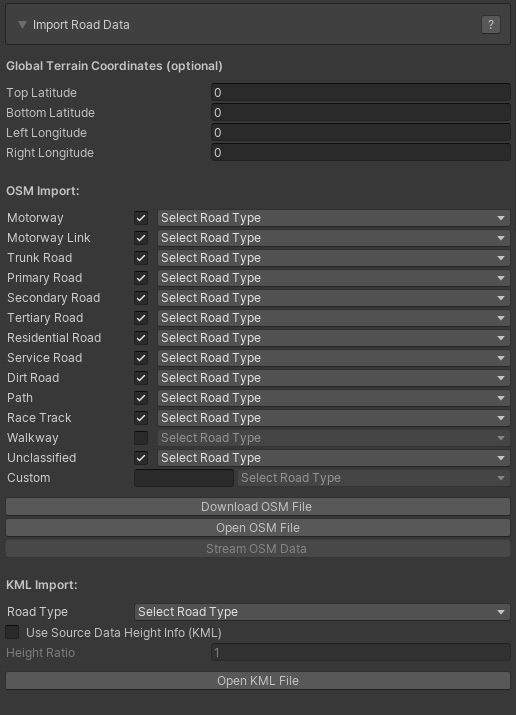 Import Road Data ?
Global Terrain Coordinates (optional)
Top Latitude 0
Bottom Latitude 0
Left Longitude 0
Right Longitude 0
OSM Import:
Motorway Select Road Type
Motorway Link Select Road Type
Trunk Road Select Road Type
Primary Road Select Road Type
Secondary Road Select Road Type
Tertiary Road Select Road Type
Residential Road Select Road Type
Service Road Select Road Type
Dirt Road Select Road Type
Path Select Road Type
Race Track Select Road Type
Walkway Select Road Type
Unclassified Select Road Type
Custom Select Road Type
Download OSM File
Open OSM File
Stream OSM Data
KML Import:
Road Type Select Road Type
Use Source Data Height Info (KML)
Height Ratio 1
Open KML File